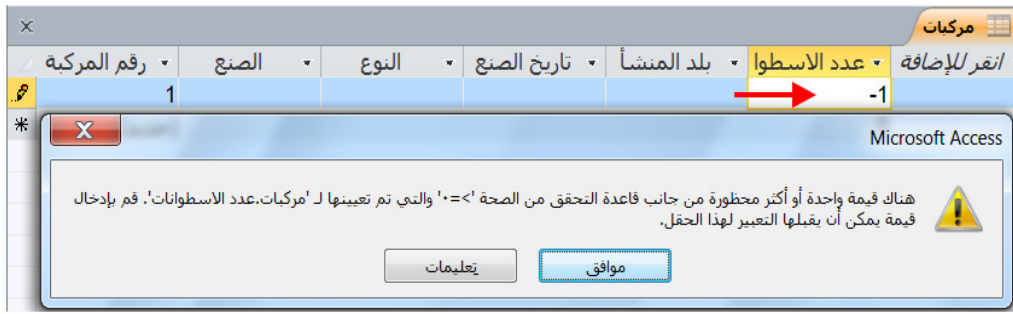 مركبات
انقر للإضافة عدد الاسطوا بلد المنشأ تاريخ الصنع النوع الصنع رقم المركبة
-1 1
Microsoft Access
هناك قيمة واحدة أو أكثر محظورة من جانب قاعدة التحقق من الصحة '>=٠' والتي تم تعيينها لـ 'مركبات.عدد الاسطوانات'. قم بإدخال
قيمة يمكن أن يقبلها التعبير لهذا الحقل.
موافق تعليمات